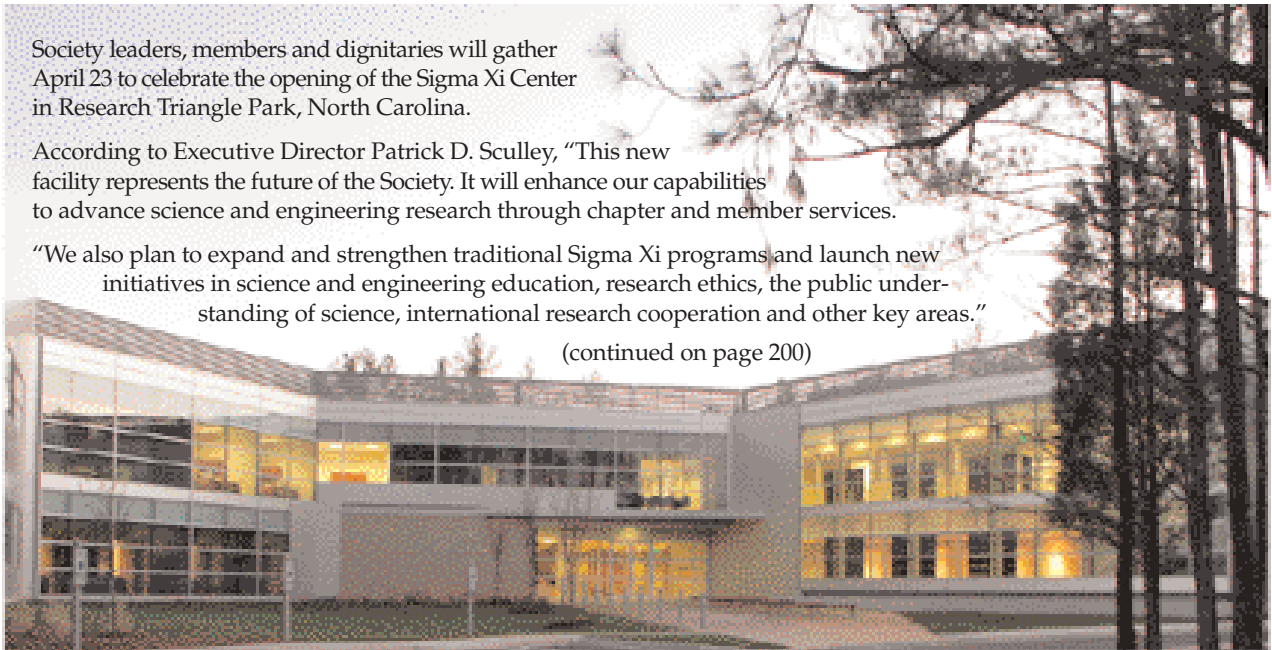 Society leaders, members and dignitaries will gather
April 23 to celebrate the opening of the Sigma Xi Center
in Research Triangle Park, North Carolina.
According to Executive Director Patrick D. Sculley, “This new
facility represents the future of the Society. It will enhance our capabilities
to advance science and engineering research through chapter and member services.
“We also plan to expand and strengthen traditional Sigma Xi programs and launch new
initiatives in science and engineering education, research ethics, the public under-
standing of science, international research cooperation and other key areas.”
(continued on page 200)